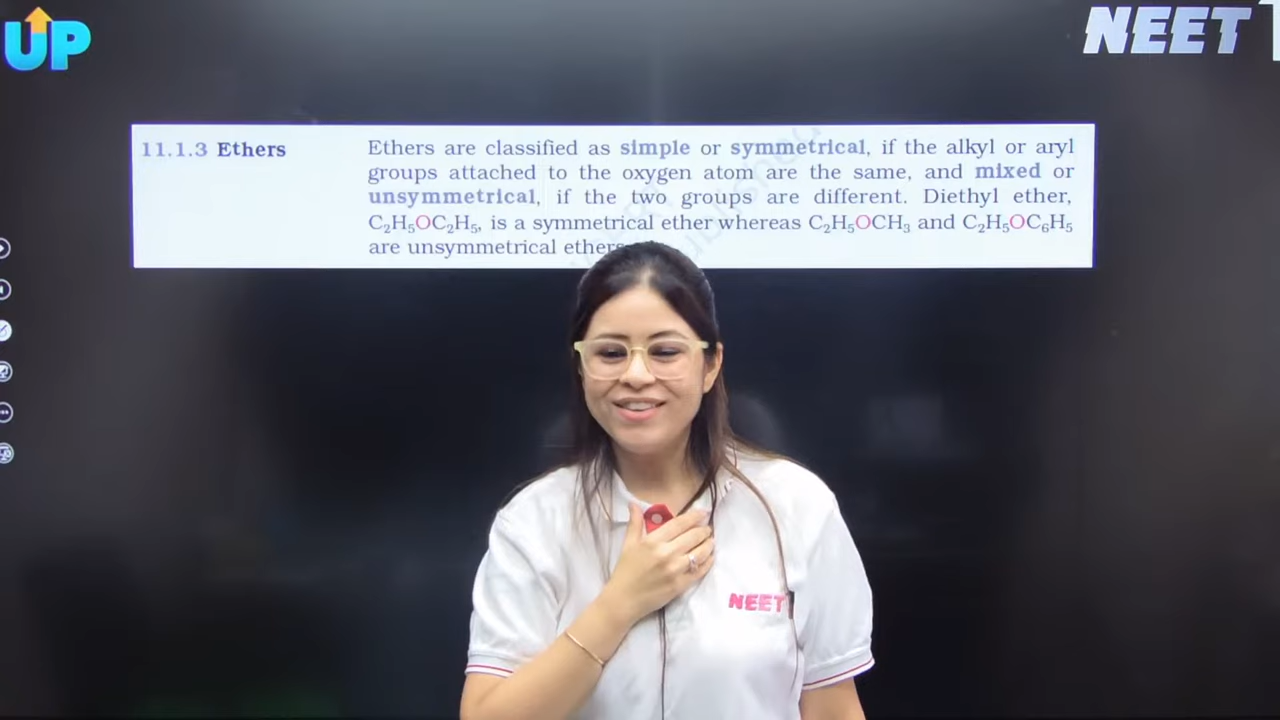 UP
NEET
11.1.3 Ethers
Ethers are classified as simple or symmetrical, if the alkyl or aryl
groups attached to the oxygen atom are the same, and mixed or
unsymmetrical, if the two groups are different. Diethyl ether,
C₂H₅OC₂H₅, is a symmetrical ether whereas C₂H₅OCH₃ and C₂H₅OC₆H₅
are unsymmetrical ethers
NEET